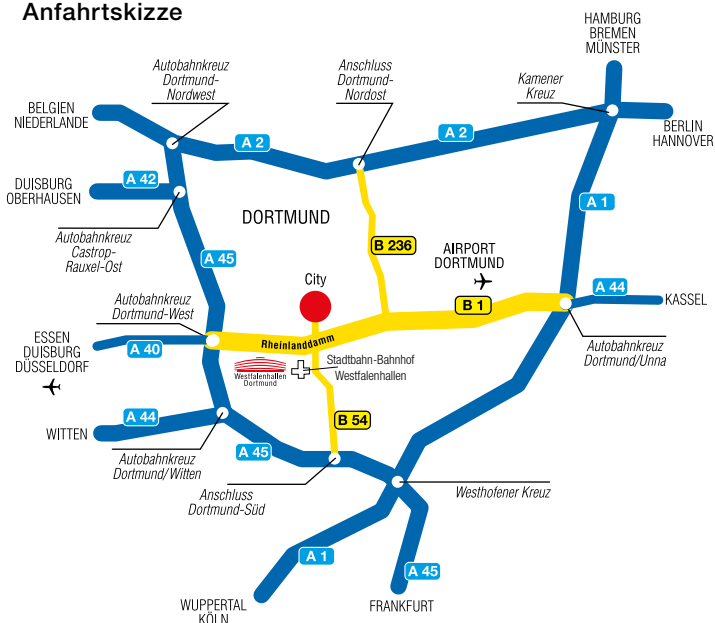 Anfahrtskizze
HAMBURG
BREMEN
MÜNSTER
Autobahnkreuz
Dortmund-
Nordwest
Anschluss
Dortmund-
Nordost
Kamener
Kreuz
BELGIEN
NIEDERLANDE
BERLIN
HANNOVER
A 2
A 2
DUISBURG
OBERHAUSEN
A 42
A 1
DORTMUND
Autobahnkreuz
Castrop-
Rauxel-Ost
B 236
A 45
AIRPORT
DORTMUND
City
A 44
KASSEL
Autobahnkreuz
Dortmund-West
B 1
Rheinlanddamm
ESSEN
DUISBURG
DÜSSELDORF
A 40
Autobahnkreuz
Dortmund/Unna
Stadtbahn-Bahnhof
Westfalenhallen
Westfalenhallen
Dortmund
A 44
WITTEN
B 54
Autobahnkreuz
Dortmund/Witten
A 45
Anschluss
Dortmund-Süd
Westhofener Kreuz
A 1
A 45
WUPPERTAL
KÖLN
FRANKFURT